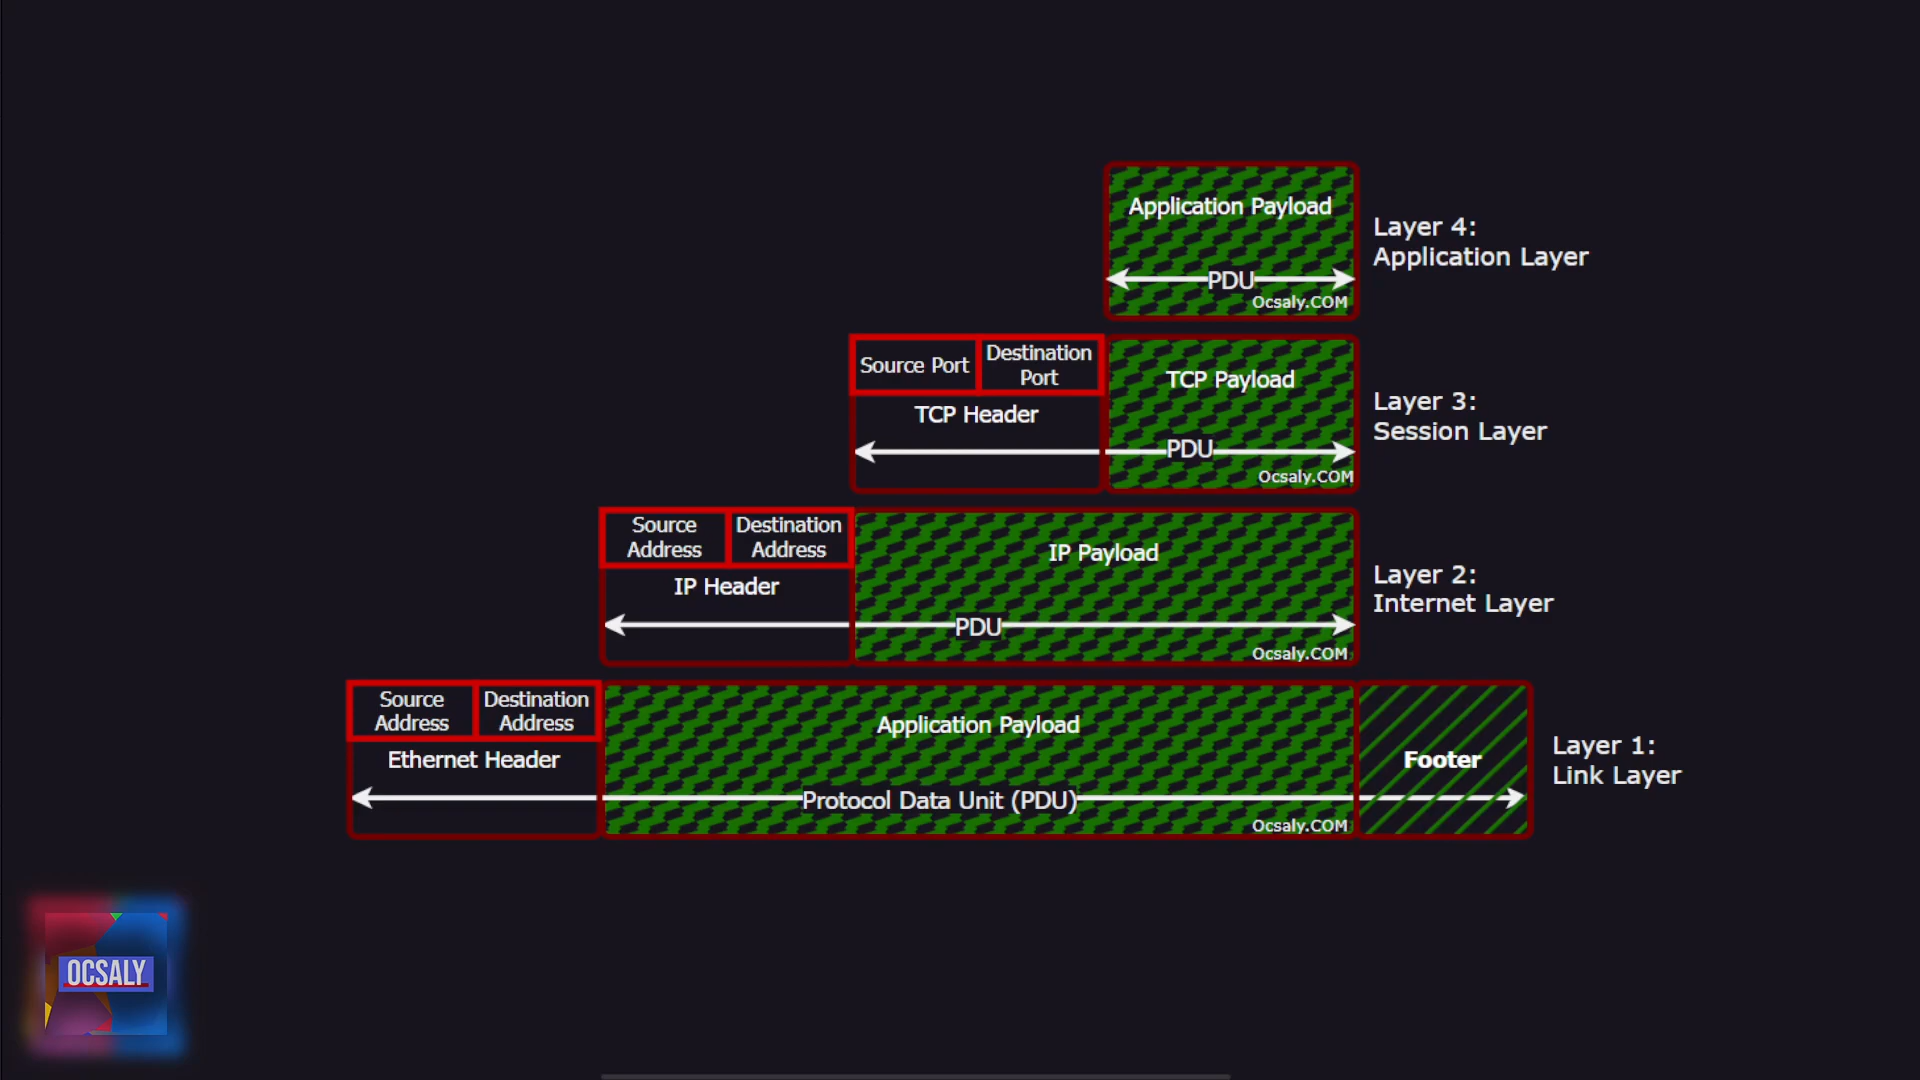 Application Payload
PDU
Ocsaly.COM
Layer 4:
Application Layer
Source Port
Destination
Port
TCP Header
TCP Payload
PDU
Ocsaly.COM
Layer 3:
Session Layer
Source
Address
Destination
Address
IP Header
IP Payload
PDU
Ocsaly.COM
Layer 2:
Internet Layer
Source
Address
Destination
Address
Ethernet Header
Application Payload
Protocol Data Unit (PDU)
Ocsaly.COM
Footer
Layer 1:
Link Layer
OCSALY